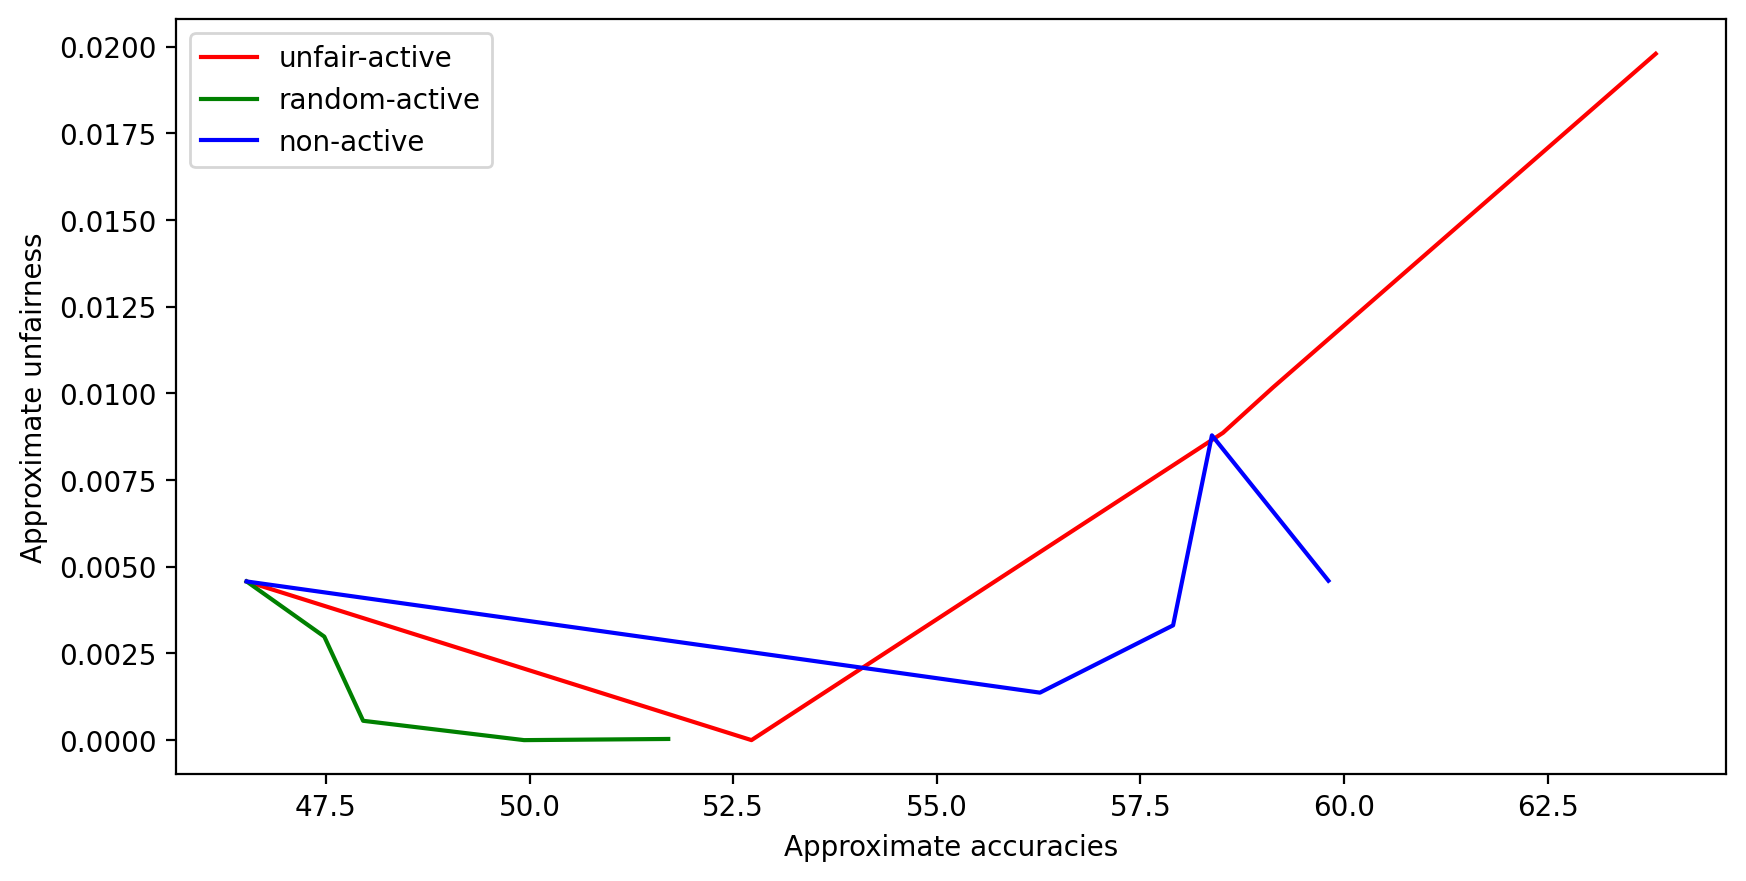 unfair-active
random-active
non-active
0.0200
0.0175
0.0150
0.0125
0.0100
0.0075
0.0050
0.0025
0.0000
Approximate unfairness
47.5 50.0 52.5 55.0 57.5 60.0 62.5
Approximate accuracies